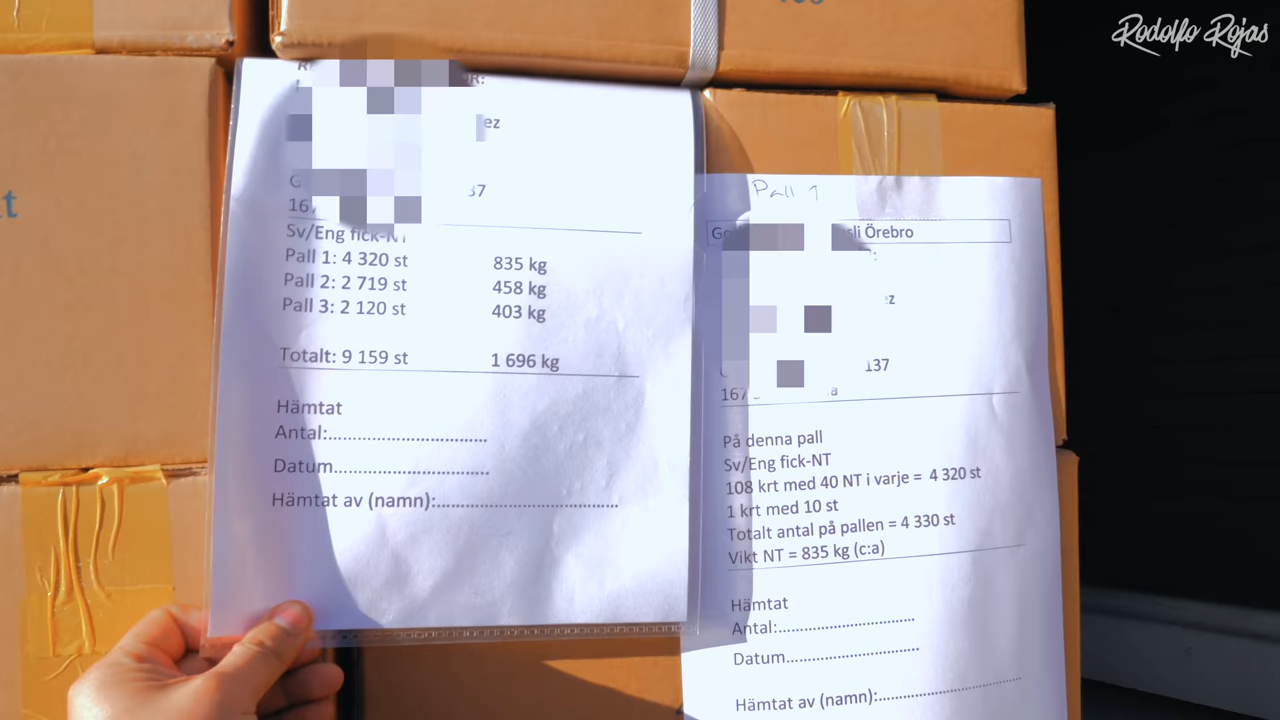 Rodolfo Rojas
ez
37
Sv/Eng fick-NT
Pall 1: 4 320 st 835 kg
Pall 2: 2 719 st 458 kg
Pall 3: 2 120 st 403 kg
Totalt: 9 159 st 1 696 kg
Hämtat
Antal:..................................
Datum..................................
Hämtat av (namn):.......................................
Pall 1
Örebro
137
167
På denna pall
Sv/Eng fick-NT
108 krt med 40 NT i varje = 4 320 st
1 krt med 10 st
Totalt antal på pallen = 4 330 st
Vikt NT = 835 kg (c:a)
Hämtat
Antal:..................................
Datum..................................
Hämtat av (namn):.......................................